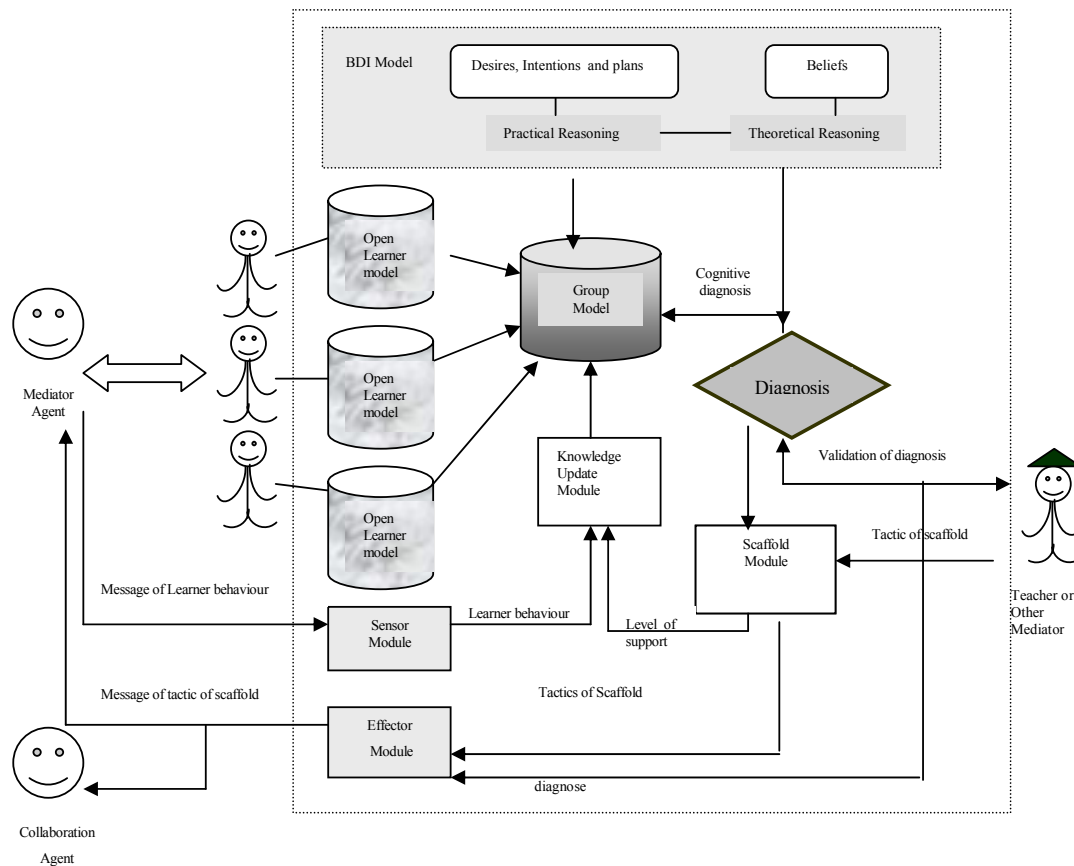 BDI Model
Desires, Intentions and plans
Beliefs
Practical Reasoning
Theoretical Reasoning
Open
Learner
model
Group
Model
Cognitive
diagnosis
Open
Learner
model
Diagnosis
Mediator
Agent
Knowledge
Update
Module
Validation of diagnosis
Open
Learner
model
Scaffold
Module
Tactic of scaffold
Message of Learner behaviour
Sensor
Module
Learner behaviour
Level of
support
Teacher or
Other
Mediator
Message of tactic of scaffold
Tactics of Scaffold
Effector
Module
diagnose
Collaboration
Agent